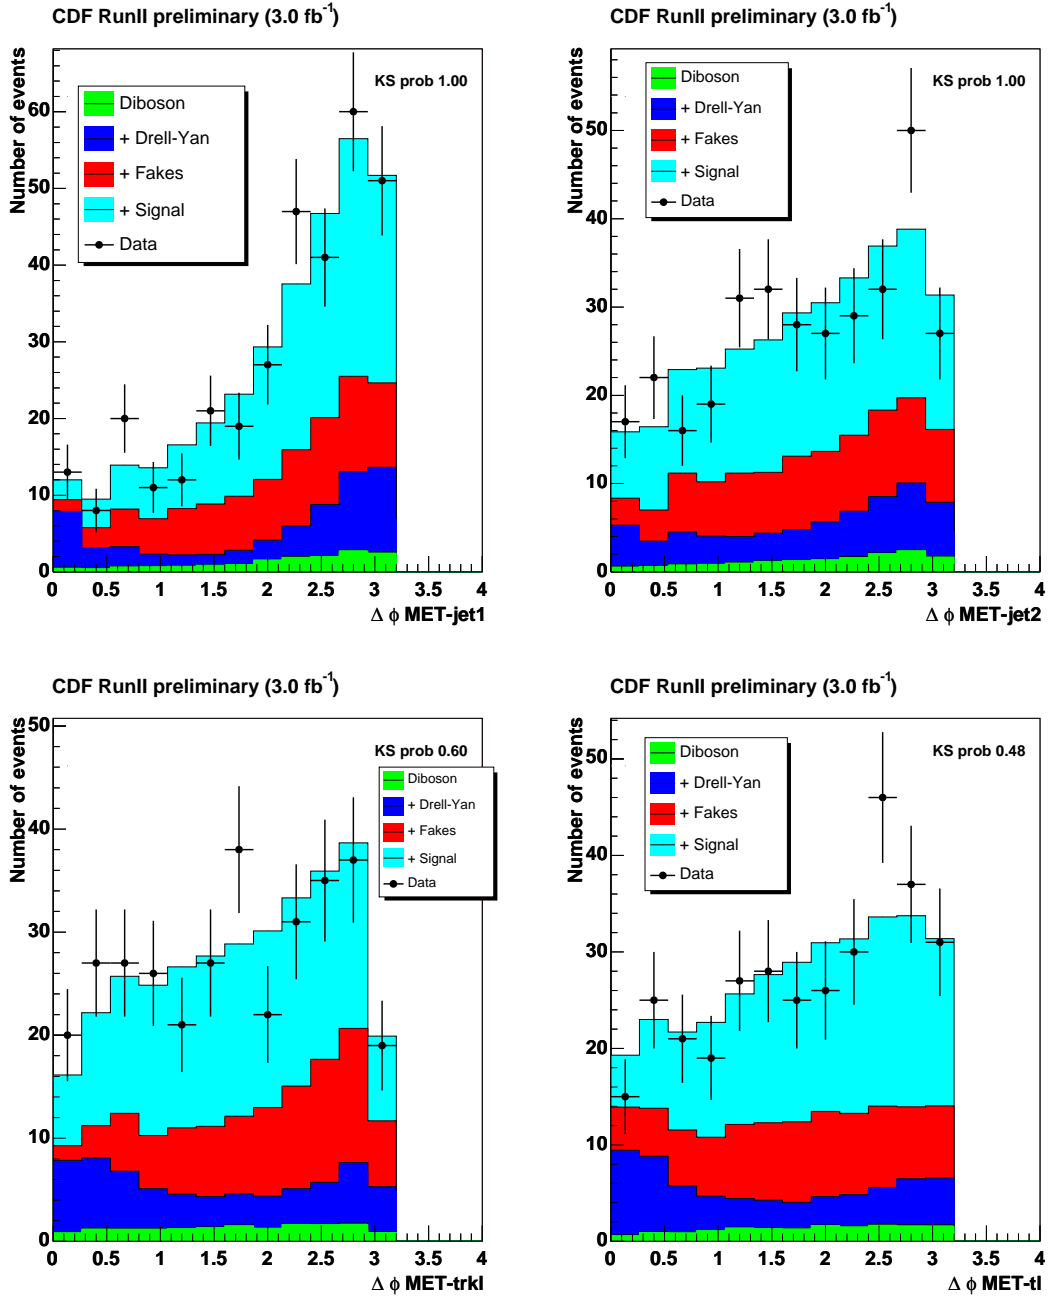 CDF RunII preliminary (3.0 fb⁻¹)
Number of events
KS prob 1.00
Diboson
+ Drell-Yan
+ Fakes
+ Signal
Data
60
50
40
30
20
10
0
0 0.5 1 1.5 2 2.5 3 3.5 4
Δ ϕ MET-jet1
CDF RunII preliminary (3.0 fb⁻¹)
Number of events
KS prob 1.00
Diboson
+ Drell-Yan
+ Fakes
+ Signal
Data
50
40
30
20
10
0
0 0.5 1 1.5 2 2.5 3 3.5 4
Δ ϕ MET-jet2
CDF RunII preliminary (3.0 fb⁻¹)
Number of events
KS prob 0.60
Diboson
+ Drell-Yan
+ Fakes
+ Signal
Data
50
40
30
20
10
0
0 0.5 1 1.5 2 2.5 3 3.5 4
Δ ϕ MET-trkl
CDF RunII preliminary (3.0 fb⁻¹)
Number of events
KS prob 0.48
Diboson
+ Drell-Yan
+ Fakes
+ Signal
Data
50
40
30
20
10
0
0 0.5 1 1.5 2 2.5 3 3.5 4
Δ ϕ MET-tl